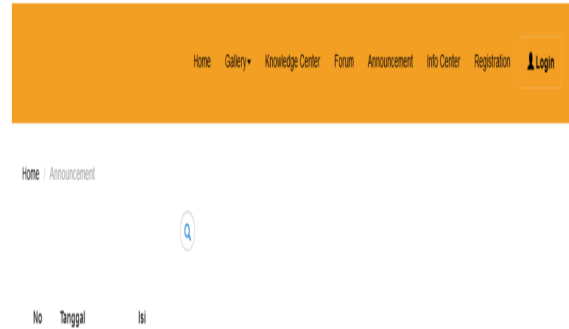 Home Gallery▾ Knowledge Center Forum Announcement Info Center Registration Login
Home / Announcement
No Tanggal Isi